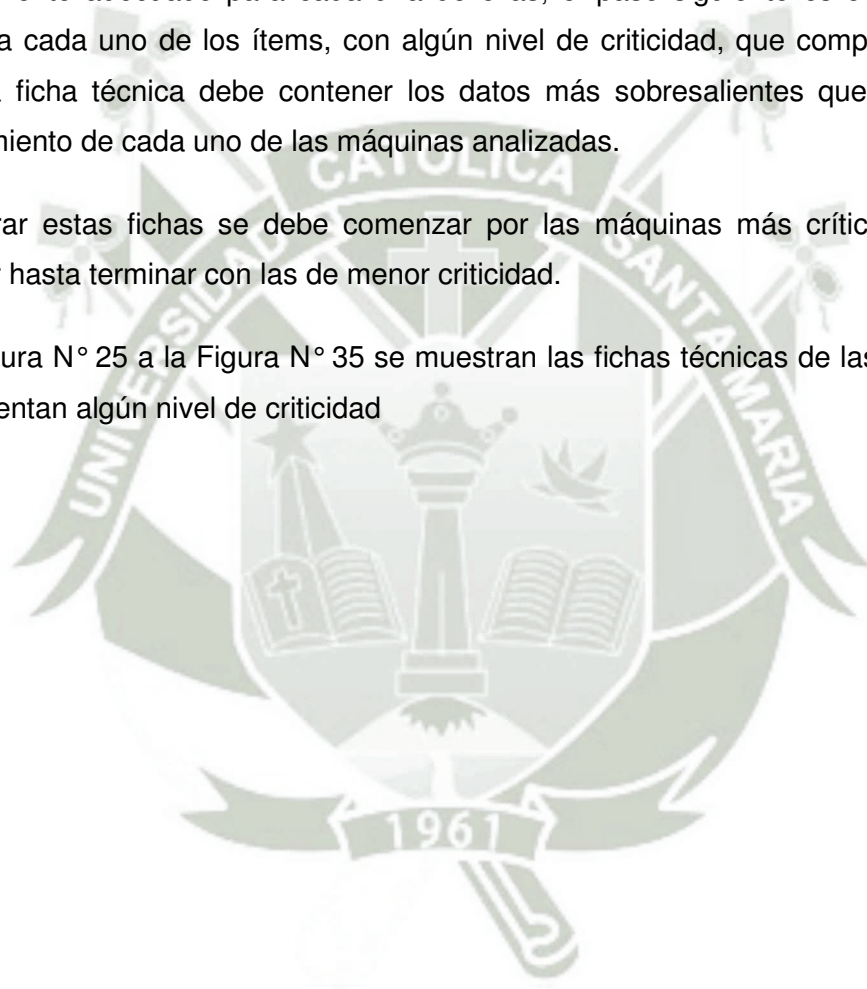 a cada uno de los ítems, con algún nivel de criticidad, que comp
ficha técnica debe contener los datos más sobresalientes que
miento de cada uno de las máquinas analizadas.
rar estas fichas se debe comenzar por las máquinas más crític
hasta terminar con las de menor criticidad.
ura N° 25 a la Figura N° 35 se muestran las fichas técnicas de las
entan algún nivel de criticidad
UNIVERSIDAD CATOLICA SANTA MARIA
1961